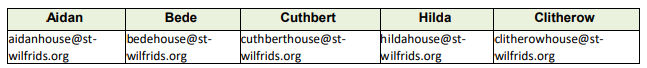 Aidan Bede Cuthbert Hilda Clitherow
aidanhouse@st- bedehouse@st- cuthberthouse@st- hildahouse@st- clitherowhouse@st-
wilfrids.org wilfrids.org wilfrids.org wilfrids.org wilfrids.org